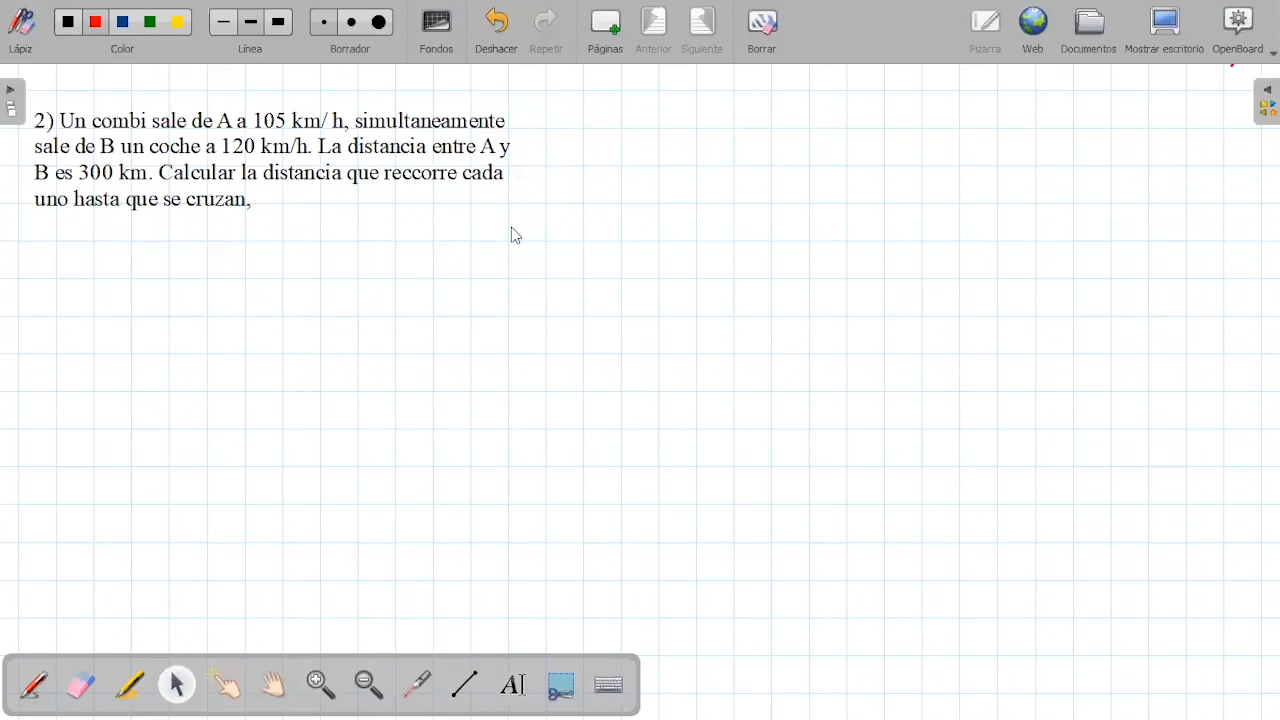 Lápiz
Color
Línea
Borrador
Fondos
Deshacer
Repetir
Páginas
Anterior
Siguiente
Borrar
Pizarra
Web
Documentos
Mostrar escritorio
OpenBoard
2) Un combi sale de A a 105 km/ h, simultaneamente
sale de B un coche a 120 km/h. La distancia entre A y
B es 300 km. Calcular la distancia que reccorre cada
uno hasta que se cruzan,
AI